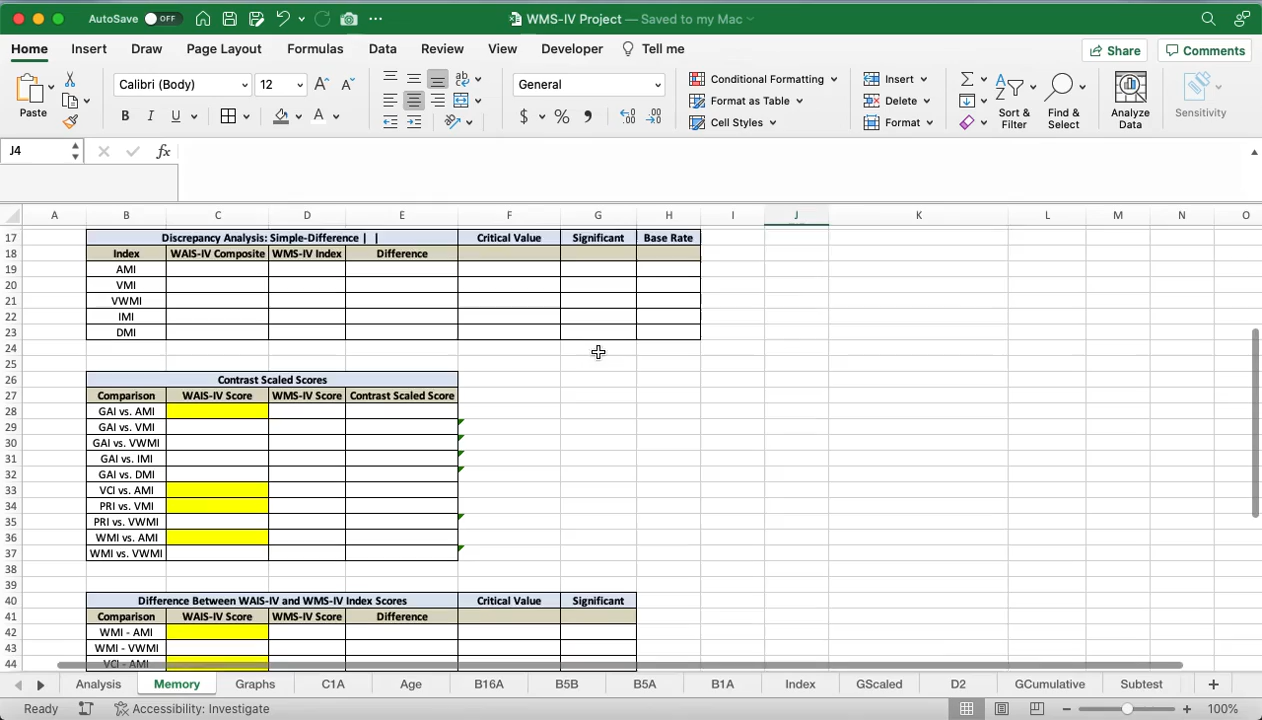 AutoSave OFF WMS-IV Project — Saved to my Mac
Home Insert Draw Page Layout Formulas Data Review View Developer Tell me Share Comments
Paste Calibri (Body) 12 General Conditional Formatting Format as Table Cell Styles Insert Delete Format Sort & Filter Find & Select Analyze Data Sensitivity
J4 fx
A B C D E F G H I J K L M N O
17 Discrepancy Analysis: Simple-Difference | | Critical Value Significant Base Rate
18 Index WAIS-IV Composite WMS-IV Index Difference
19 AMI
20 VMI
21 VWMI
22 IMI
23 DMI
24
25
26 Contrast Scaled Scores
27 Comparison WAIS-IV Score WMS-IV Score Contrast Scaled Score
28 GAI vs. AMI
29 GAI vs. VMI
30 GAI vs. VWMI
31 GAI vs. IMI
32 GAI vs. DMI
33 VCI vs. AMI
34 PRI vs. VMI
35 PRI vs. VWMI
36 WMI vs. AMI
37 WMI vs. VWMI
38
39
40 Difference Between WAIS-IV and WMS-IV Index Scores Critical Value Significant
41 Comparison WAIS-IV Score WMS-IV Score Difference
42 WMI - AMI
43 WMI - VWMI
44 VCI - AMI
Analysis Memory Graphs C1A Age B16A B5B B5A B1A Index GScaled D2 GCumulative Subtest
Ready Accessibility: Investigate 100%